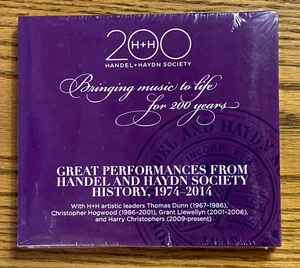 200
H+H
HANDEL+HAYDN SOCIETY
Bringing music to life
for 200 years
GREAT PERFORMANCES FROM
HANDEL AND HAYDN SOCIETY
HISTORY, 1974–2014
With H+H artistic leaders Thomas Dunn (1967–1986),
Christopher Hogwood (1986–2001), Grant Llewellyn (2001–2006),
and Harry Christophers (2009–present)
AND HAYDN